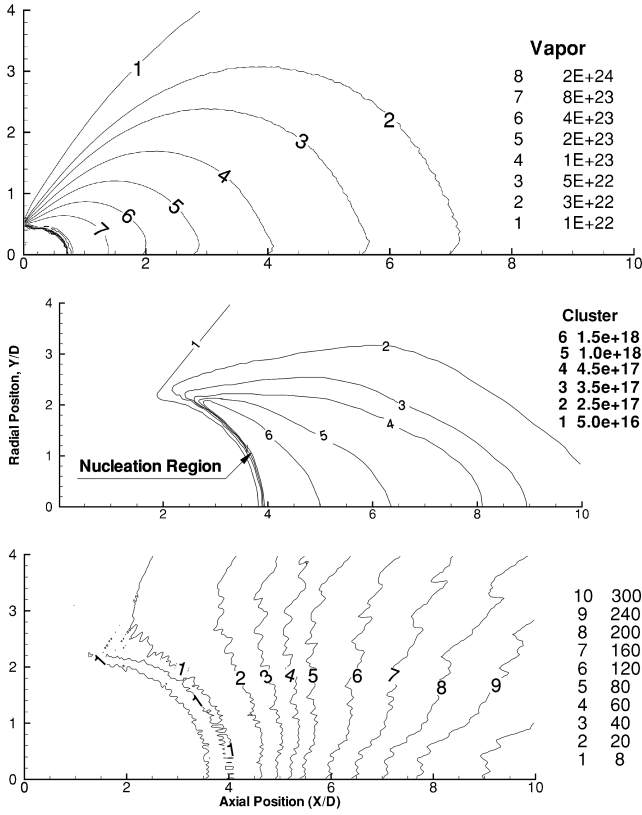 4
3
2
1
0
0 2 4 6 8 10
1
2
3
4
5
6
7
Vapor
8 2E+24
7 8E+23
6 4E+23
5 2E+23
4 1E+23
3 5E+22
2 3E+22
1 1E+22
Radial Positon, Y/D
4
3
2
1
0
2 4 6 8 10
1
2
3
4
5
6
Nucleation Region
Cluster
6 1.5e+18
5 1.0e+18
4 4.5e+17
3 3.5e+17
2 2.5e+17
1 5.0e+16
4
3
2
1
0
0 2 4 6 8 10
Axial Position (X/D)
1
1
1
1
2 3 4 5 6 7 8 9
10 300
9 240
8 200
7 160
6 120
5 80
4 60
3 40
2 20
1 8